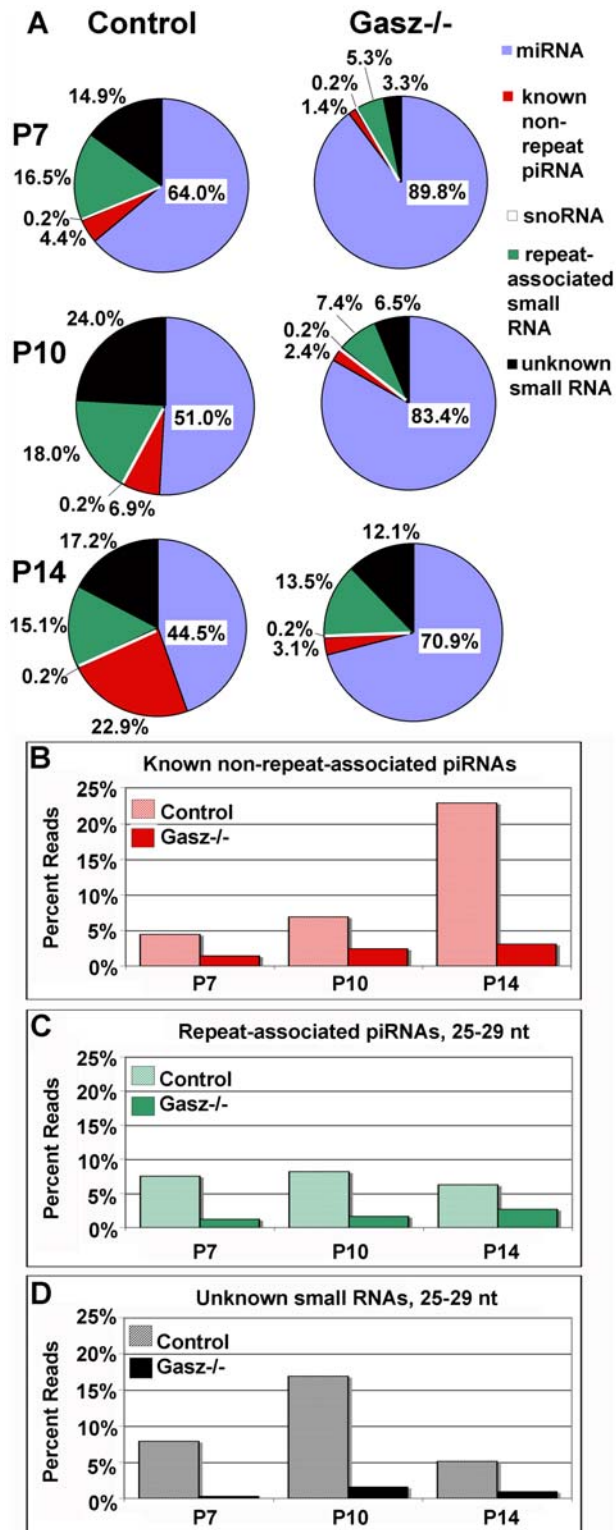 A Control Gasz-/-
P7
14.9%
16.5%
0.2%
4.4%
64.0%
5.3%
0.2%
1.4%
3.3%
89.8%
miRNA
known
non-
repeat
piRNA
snoRNA
repeat-
associated
small
RNA
unknown
small RNA
P10
24.0%
18.0%
0.2%
6.9%
51.0%
7.4%
6.5%
0.2%
2.4%
83.4%
P14
17.2%
15.1%
0.2%
22.9%
44.5%
12.1%
13.5%
0.2%
3.1%
70.9%
B Known non-repeat-associated piRNAs
Percent Reads
25%
20%
15%
10%
5%
0%
Control
Gasz-/-
P7 P10 P14
C Repeat-associated piRNAs, 25-29 nt
Percent Reads
25%
20%
15%
10%
5%
0%
Control
Gasz-/-
P7 P10 P14
D Unknown small RNAs, 25-29 nt
Percent Reads
25%
20%
15%
10%
5%
0%
Control
Gasz-/-
P7 P10 P14